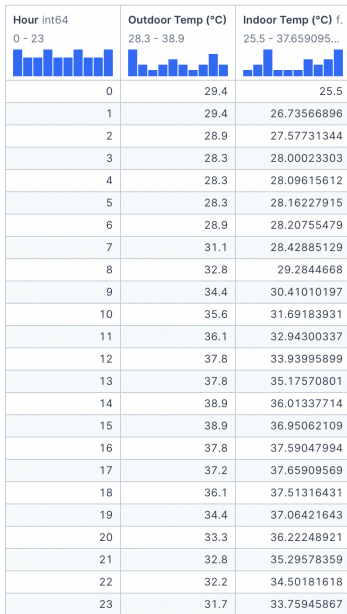 Hour int64 Outdoor Temp (°C) Indoor Temp (°C) f.
0 - 23 28.3 - 38.9 25.5 - 37.659095...
0 29.4 25.5
1 29.4 26.73566896
2 28.9 27.57731344
3 28.3 28.00023303
4 28.3 28.09615612
5 28.3 28.16227915
6 28.9 28.20755479
7 31.1 28.42885129
8 32.8 29.2844668
9 34.4 30.41010197
10 35.6 31.69183931
11 36.1 32.94300337
12 37.8 33.93995899
13 37.8 35.17570801
14 38.9 36.01337714
15 38.9 36.95062109
16 37.8 37.59047994
17 37.2 37.65909569
18 36.1 37.51316431
19 34.4 37.06421643
20 33.3 36.22248921
21 32.8 35.29578359
22 32.2 34.50181618
23 31.7 33.75945867